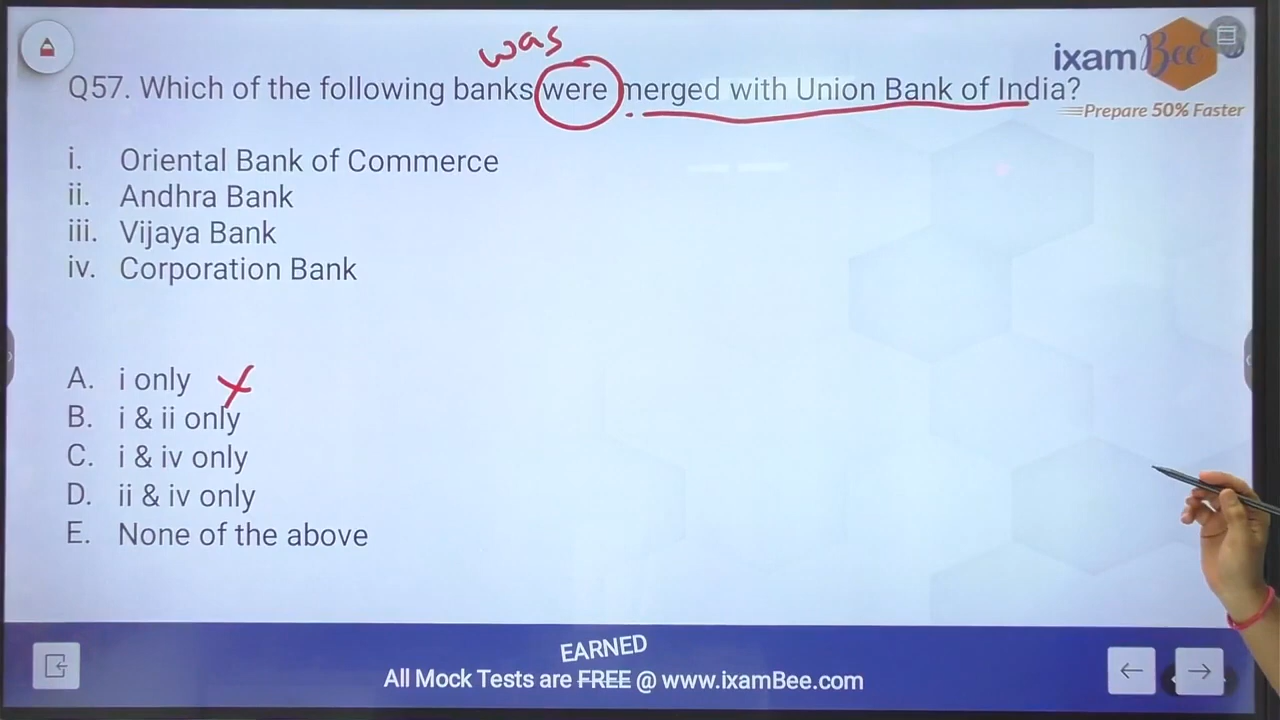 was
ixamBee
Q57. Which of the following banks were merged with Union Bank of India?
Prepare 50% Faster
i. Oriental Bank of Commerce
ii. Andhra Bank
iii. Vijaya Bank
iv. Corporation Bank
A. i only
B. i & ii only
C. i & iv only
D. ii & iv only
E. None of the above
EARNED
All Mock Tests are FREE @ www.ixamBee.com